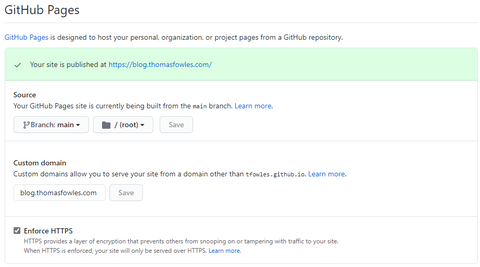 GitHub Pages
GitHub Pages is designed to host your personal, organization, or project pages from a GitHub repository.
✓ Your site is published at https://blog.thomasfowles.com/
Source
Your GitHub Pages site is currently being built from the main branch. Learn more.
Branch: main / (root) Save
Custom domain
Custom domains allow you to serve your site from a domain other than tfowles.github.io. Learn more.
blog.thomasfowles.com Save
Enforce HTTPS
HTTPS provides a layer of encryption that prevents others from snooping on or tampering with traffic to your site.
When HTTPS is enforced, your site will only be served over HTTPS. Learn more.